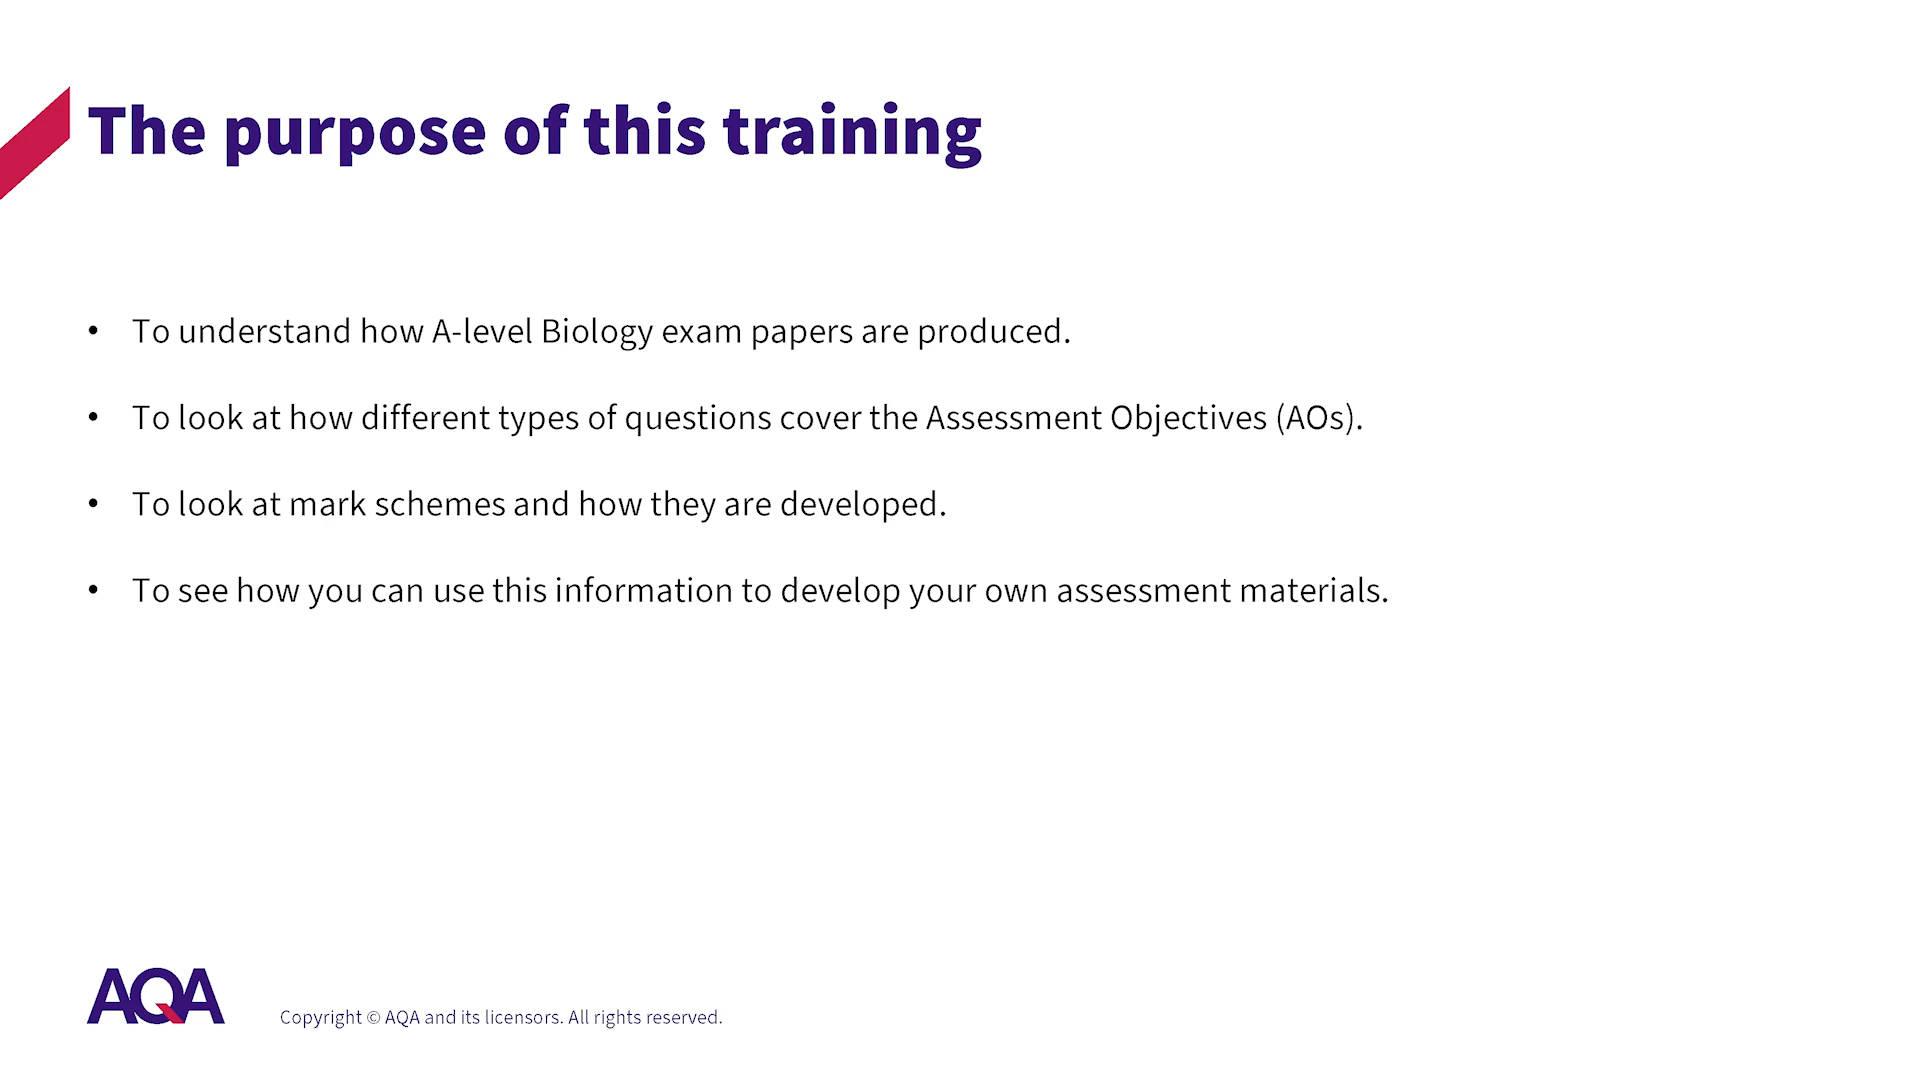 The purpose of this training
• To understand how A-level Biology exam papers are produced.
• To look at how different types of questions cover the Assessment Objectives (AOs).
• To look at mark schemes and how they are developed.
• To see how you can use this information to develop your own assessment materials.
AQA
Copyright © AQA and its licensors. All rights reserved.